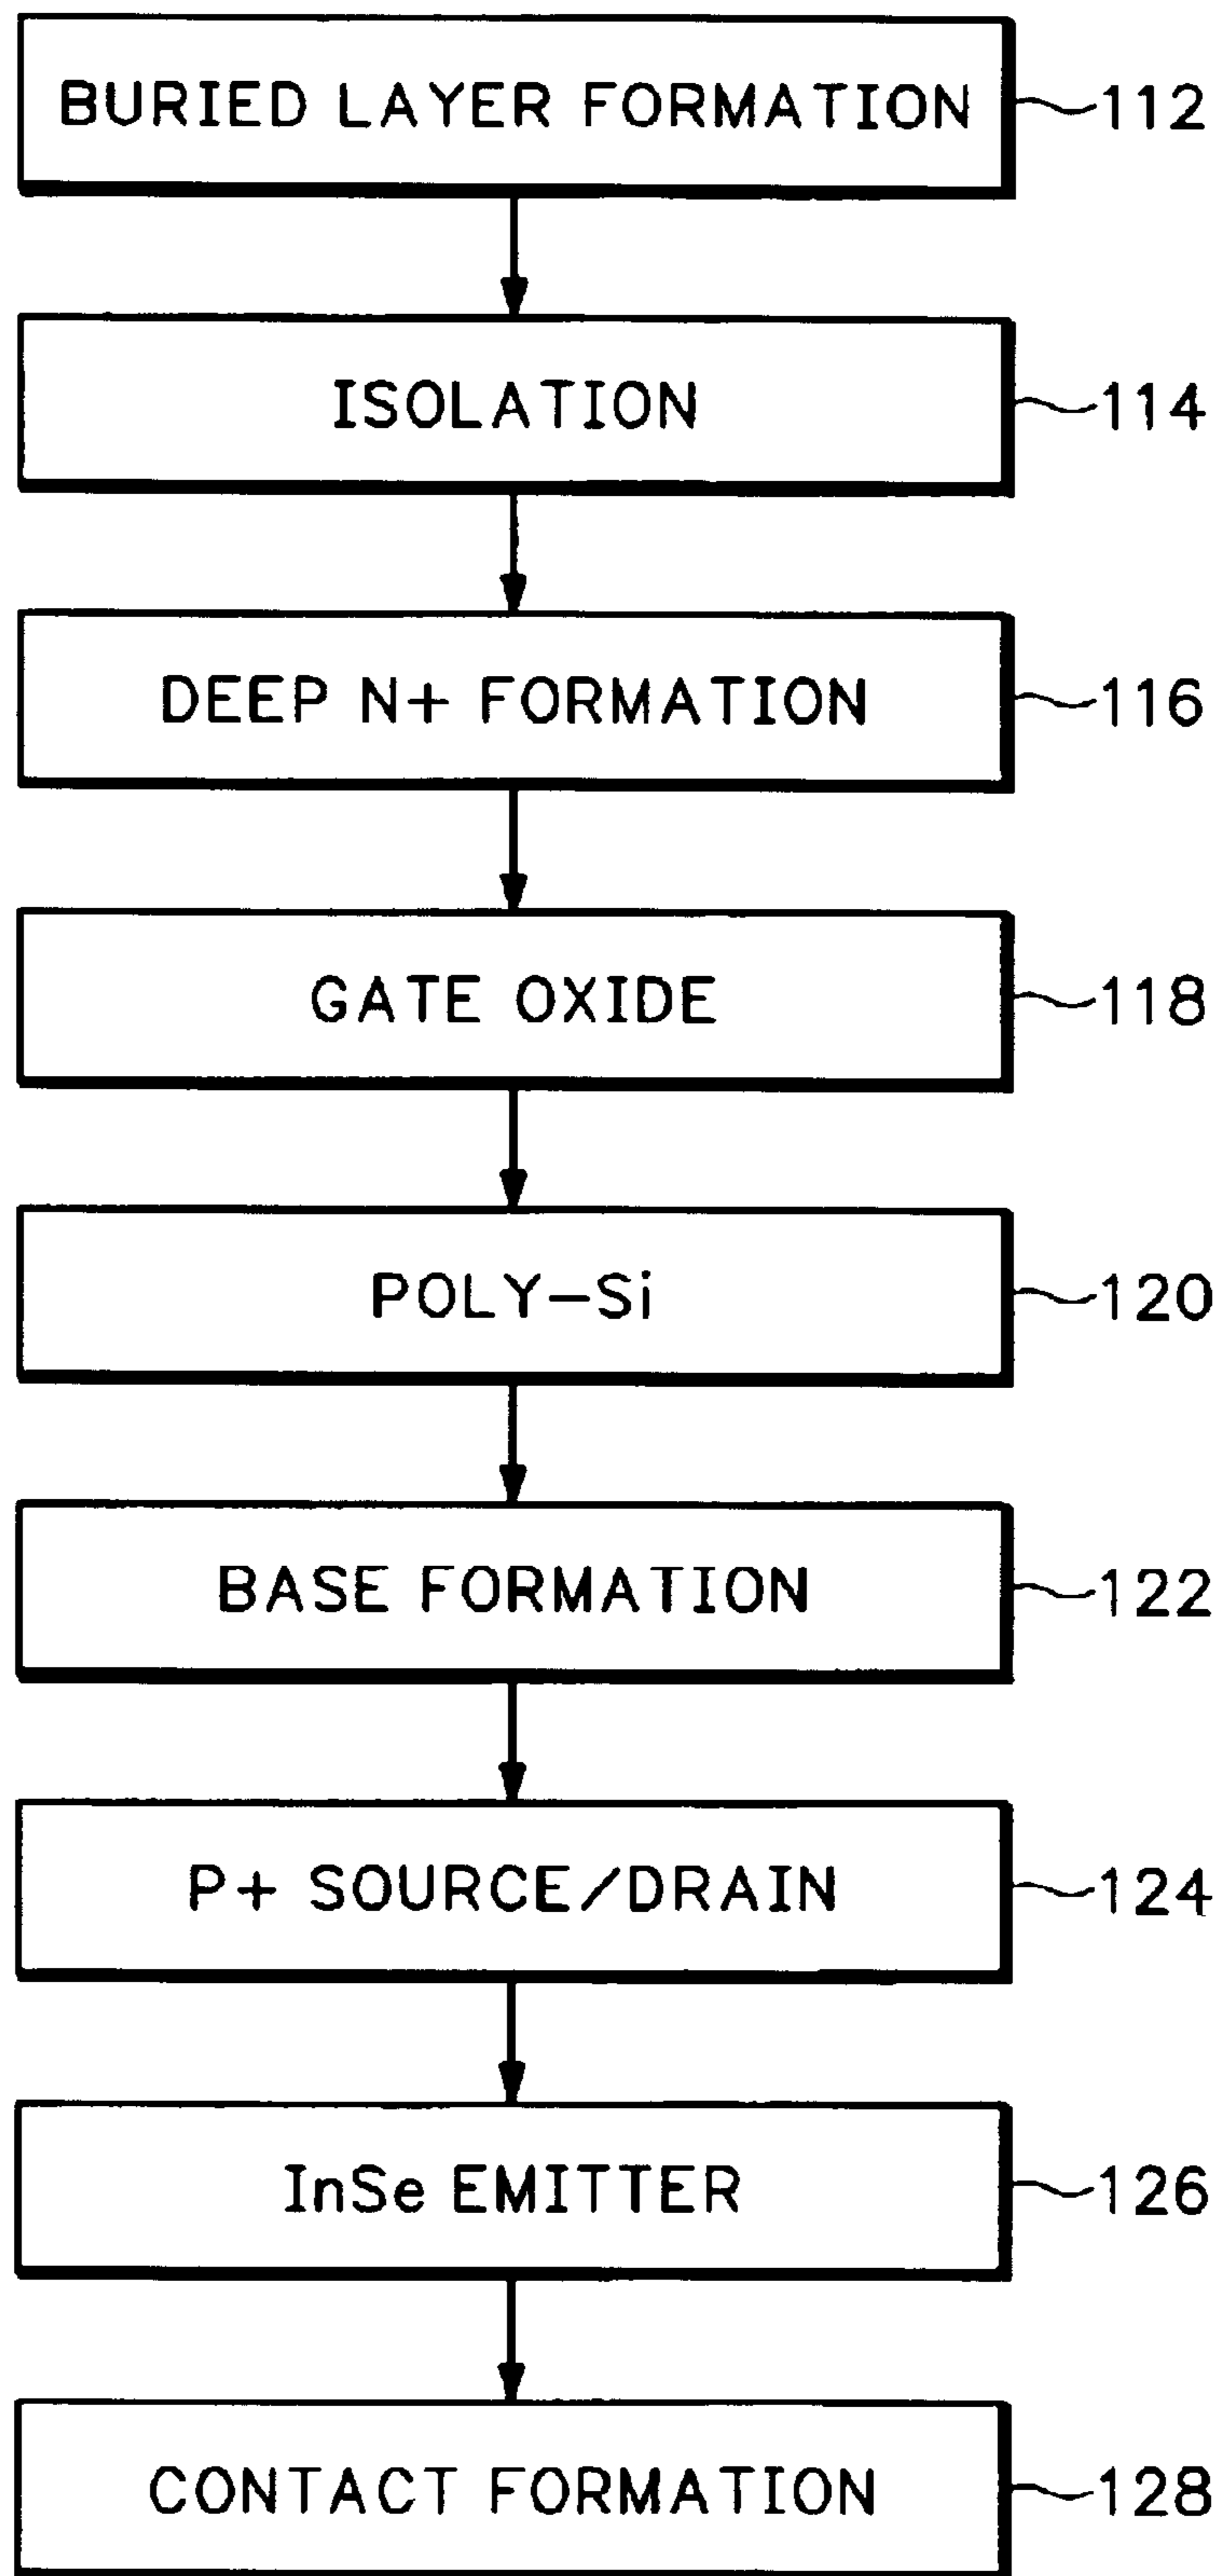 BURIED LAYER FORMATION 112
ISOLATION 114
DEEP N+ FORMATION 116
GATE OXIDE 118
POLY-Si 120
BASE FORMATION 122
P+ SOURCE/DRAIN 124
InSe EMITTER 126
CONTACT FORMATION 128